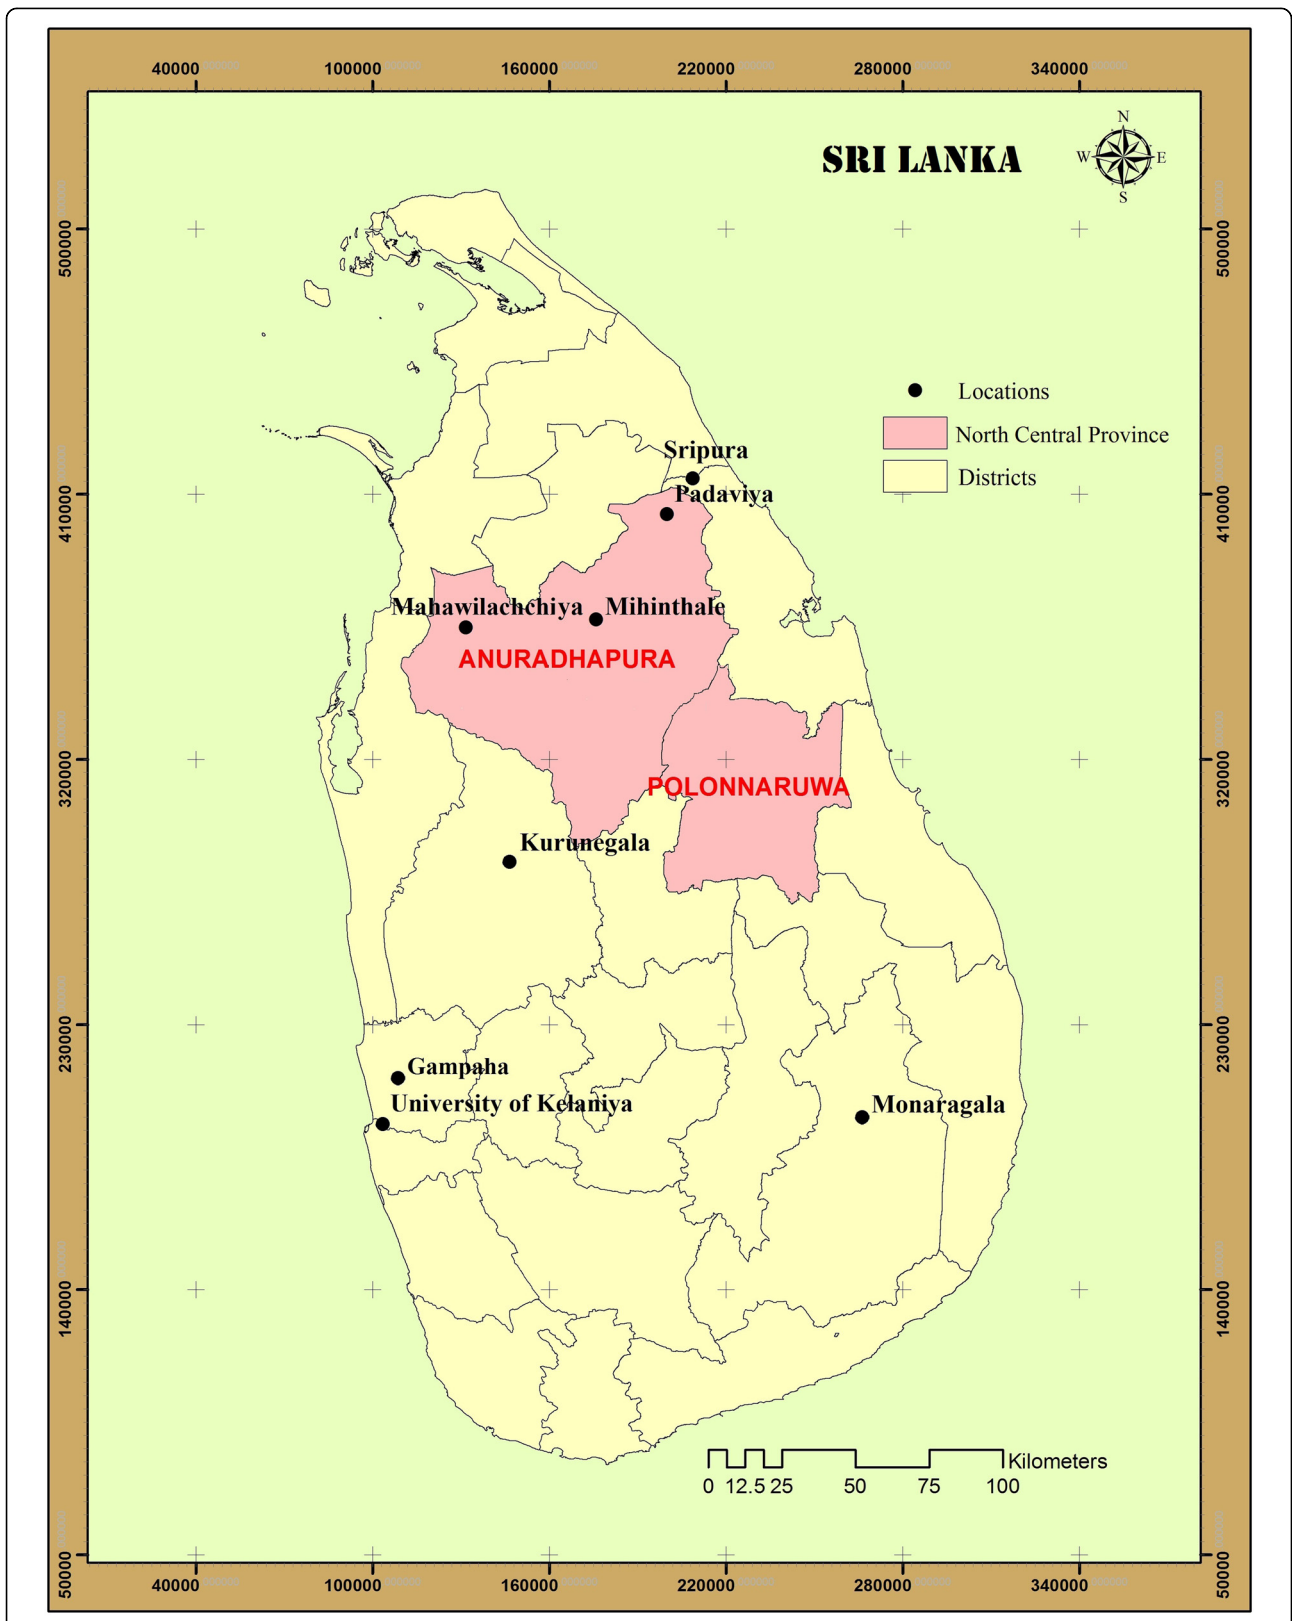 40000 100000 160000 220000 280000 340000
N
SRI LANKA
W E
S
500000 500000
Locations
North Central Province
Sripura
Districts
410000 Padaviya 410000
Mahawilachchiya Mihinthale
ANURADHAPURA
320000 320000
POLONNARUWA
Kurunegala
230000 230000
Gampaha
University of Kelaniya
Monaragala
140000 140000
Kilometers
0 12.5 25 50 75 100
50000 50000
40000 100000 160000 220000 280000 340000